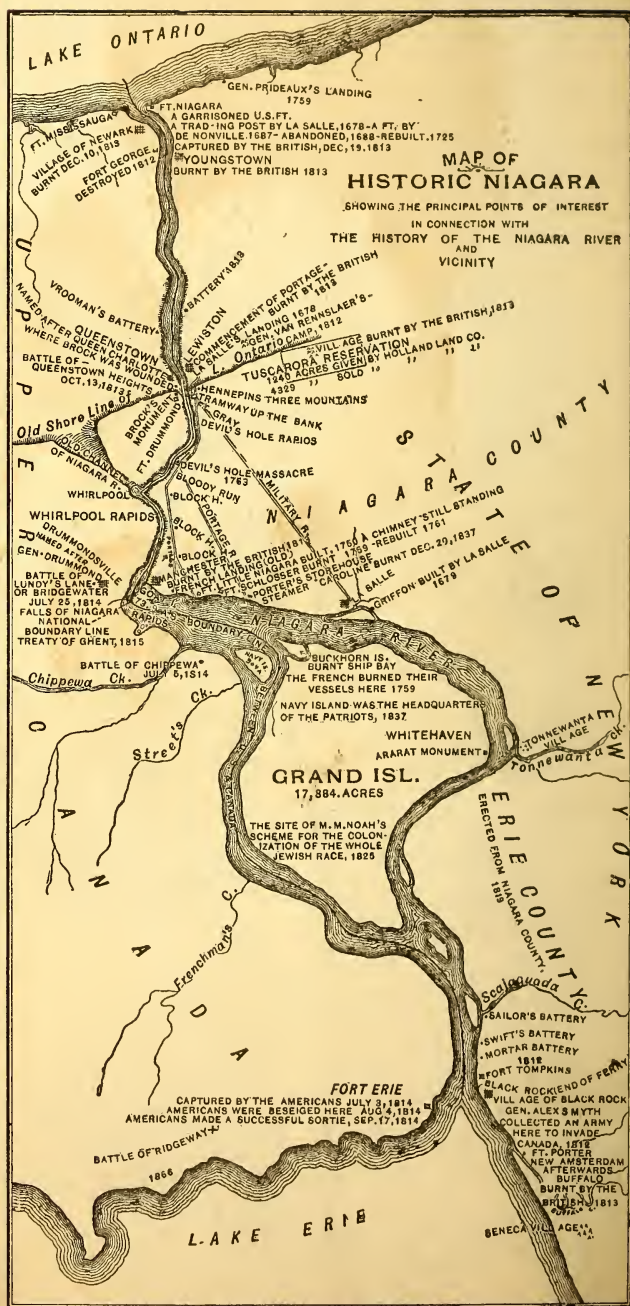 LAKE ONTARIO
GEN. PRIDEAUX'S LANDING
1759
FT. NIAGARA
A GARRISONED U.S. FT.
A TRAD-ING POST BY LA SALLE, 1678-A FT. BY
DE NONVILLE. 1687-ABANDONED, 1688-REBUILT. 1725
CAPTURED BY THE BRITISH, DEC, 19. 1813
YOUNGSTOWN
BURNT BY THE BRITISH 1813
FT. MISSISSAUGA
VILLAGE OF NEWARK
BURNT DEC. 10, 1813
FORT GEORGE
DESTROYED 1812
MAP OF
HISTORIC NIAGARA
SHOWING THE PRINCIPAL POINTS OF INTEREST
IN CONNECTION WITH
THE HISTORY OF THE NIAGARA RIVER
AND
VICINITY
UPPER CANADA
VROOMAN'S BATTERY
BATTERY 1813
LEWISTON
COMMENCEMENT OF PORTAGE-
BURNT BY THE BRITISH
1813
LA SALLE'S LANDING 1678
GEN. VAN RENNSLAER'S-
CAMP, 1812
L. Ontario
QUEENSTOWN
NAMED AFTER QUEEN CHARLOTTE
WHERE BROCK WAS WOUNDED
BATTLE OF-
QUEENSTOWN HEIGHTS
OCT, 13, 1813
VILLAGE BURNT BY THE BRITISH, 1813
TUSCARORA RESERVATION
1240 ACRES GIVEN BY HOLLAND LAND CO.
4329 " SOLD " " " "
Old Shore Line of
BROCK'S
MONUMENT
FT. DRUMMOND
HENNEPINS THREE MOUNTAINS
TRAMWAY UP THE BANK
FT. GRAY
DEVIL'S HOLE RAPIDS
OLD CHANNEL
OF NIAGARA R.
WHIRLPOOL
WHIRLPOOL RAPIDS
DEVIL'S HOLE MASSACRE
1763
BLOODY RUN
BLOCK H.
BLOCK H.
BLOCK H.
PORTAGE R.
MILITARY R.
NIAGARA COUNTY
STATE OF NEW YORK
DRUMMONDSVILLE
NAMED AFTER
GEN. DRUMMOND
BATTLE OF
LUNDY'S LANE
OR BRIDGEWATER
JULY 25, 1814
FALLS OF NIAGARA
NATIONAL
BOUNDARY LINE
TREATY OF GHENT, 1815
MANCHESTER
BURNT BY THE BRITISH,
FRENCH LANDING (OLD)
FT. LITTLE NIAGARA BUILT, 1750 A CHIMNEY STILL STANDING
FT. SCHLOSSER BURNT 1759-REBUILT 1761
PORTER'S STOREHOUSE
STEAMER CAROLINE BURNT DEC. 29, 1837
LA SALLE
GRIFFON BUILT BY LA SALLE
1679
GOAT IS.
RAPIDS
BOUNDARY LINE
NIAGARA RIVER
NAVY IS.
BETWEEN U.S. & CANADA
BUCKHORN IS.
BURNT SHIP BAY
THE FRENCH BURNED THEIR
VESSELS HERE 1759
BATTLE OF CHIPPEWA
JULY 5, 1814
Chippewa Ck.
Street's Ck.
NAVY ISLAND WAS THE HEADQUARTERS
OF THE PATRIOTS, 1837
WHITEHAVEN
ARARAT MONUMENT
TONNEWANTA
VILLAGE
Tonnewanta Ck.
GRAND ISL.
17,384. ACRES
THE SITE OF M. M. NOAH'S
SCHEME FOR THE COLON-
IZATION OF THE WHOLE
JEWISH RACE, 1825
ERIE COUNTY
ERECTED FROM NIAGARA COUNTY,
1819
Frenchman's C.
Scajaquada C.
SAILOR'S BATTERY
SWIFT'S BATTERY
MORTAR BATTERY
1812
FORT TOMPKINS
BLACK ROCK (END OF FERRY
VILLAGE OF BLACK ROCK
GEN. ALEX SMYTH
COLLECTED AN ARMY
HERE TO INVADE
CANADA, 1812
FT. PORTER
NEW AMSTERDAM
AFTERWARDS
BUFFALO
BURNT BY THE
BRITISH, 1813
SENECA VILLAGE
FORT ERIE
CAPTURED BY THE AMERICANS JULY 3, 1814
AMERICANS WERE BESEIGED HERE AUG 4, 1814
AMERICANS MADE A SUCCESSFUL SORTIE, SEP. 17, 1814
BATTLE OF RIDGEWAY
1866
LAKE ERIE